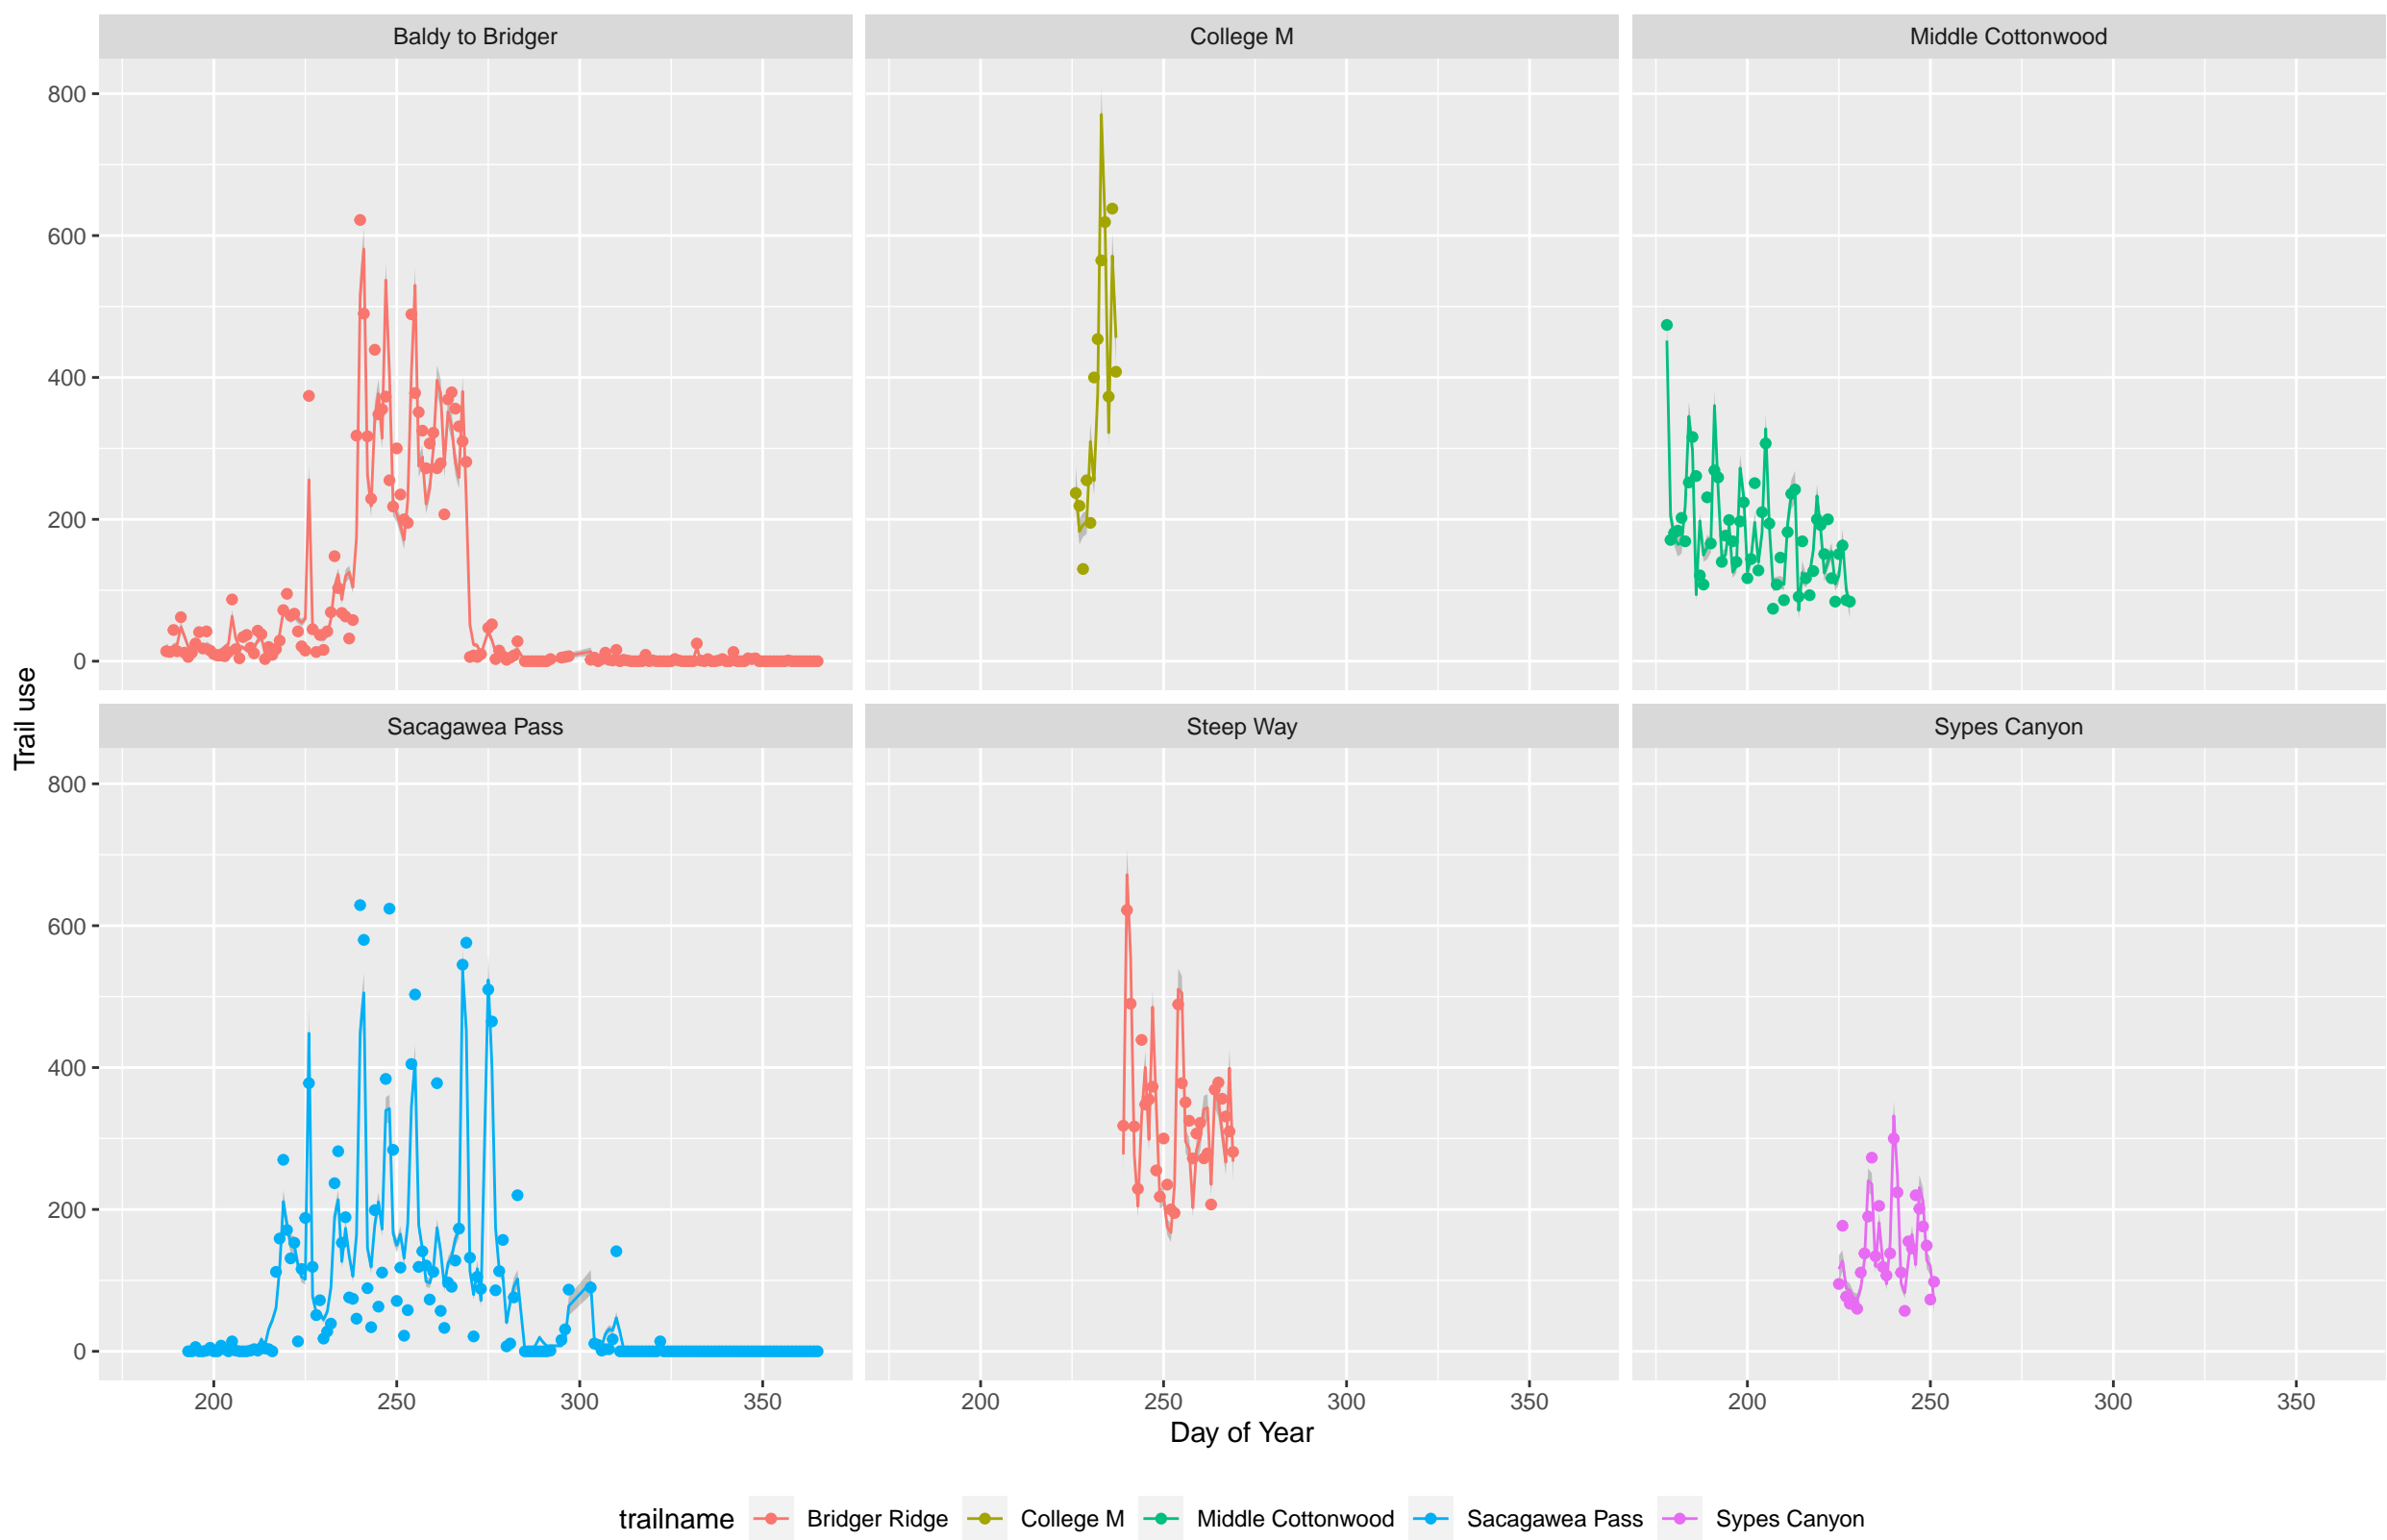 Baldy to Bridger College M Middle Cottonwood
800
600
400
200
0
Trail use
Sacagawea Pass Steep Way Sypes Canyon
800
600
400
200
0
200 250 300 350 200 250 300 350 200 250 300 350
Day of Year
trailname Bridger Ridge College M Middle Cottonwood Sacagawea Pass Sypes Canyon